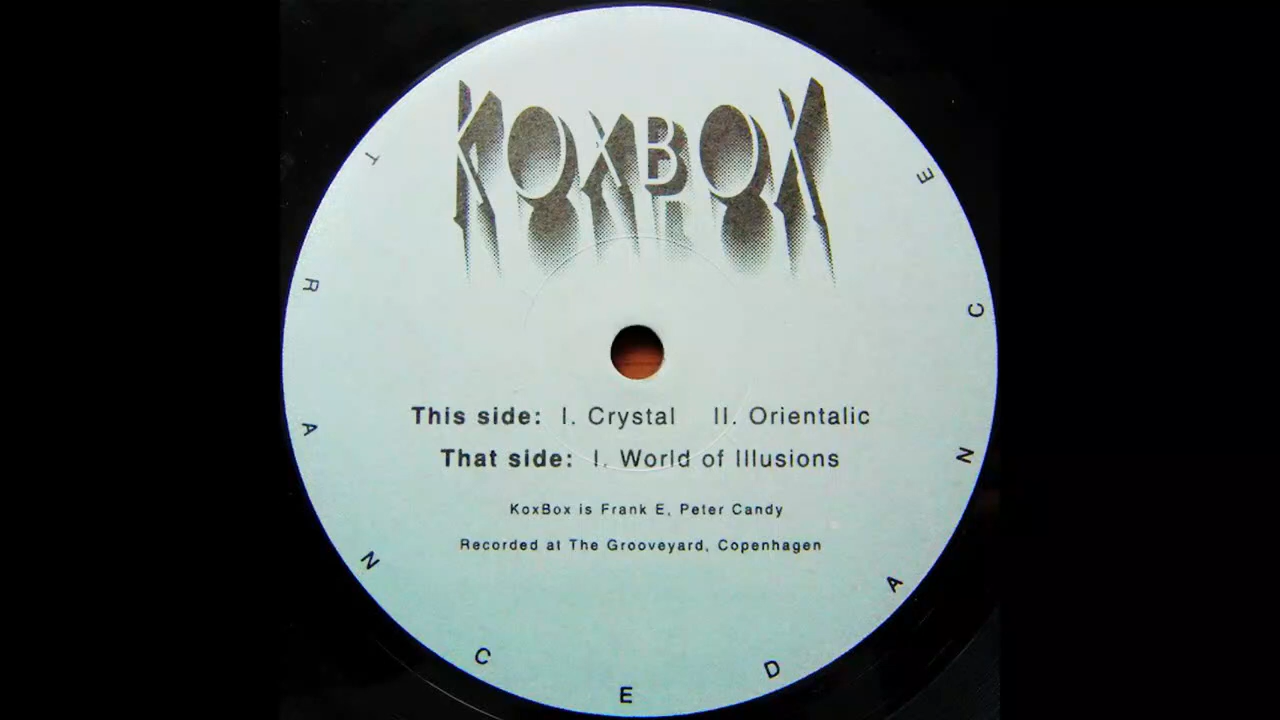 KOXBOX
This side: I. Crystal II. Orientalic
That side: I. World of Illusions
KoxBox is Frank E, Peter Candy
Recorded at The Grooveyard, Copenhagen
TRANCEDANCE